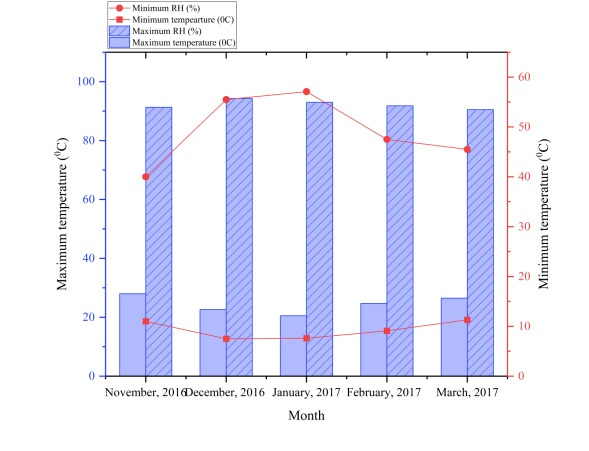 Minimum RH (%)
Minimum tempearture (0C)
Maximum RH (%)
Maximum temperature (0C)
100
80
60
40
20
0
60
50
40
30
20
10
0
Maximum temperature (⁰C)
Minimum temperature (⁰C)
November, 2016 December, 2016 January, 2017 February, 2017 March, 2017
Month